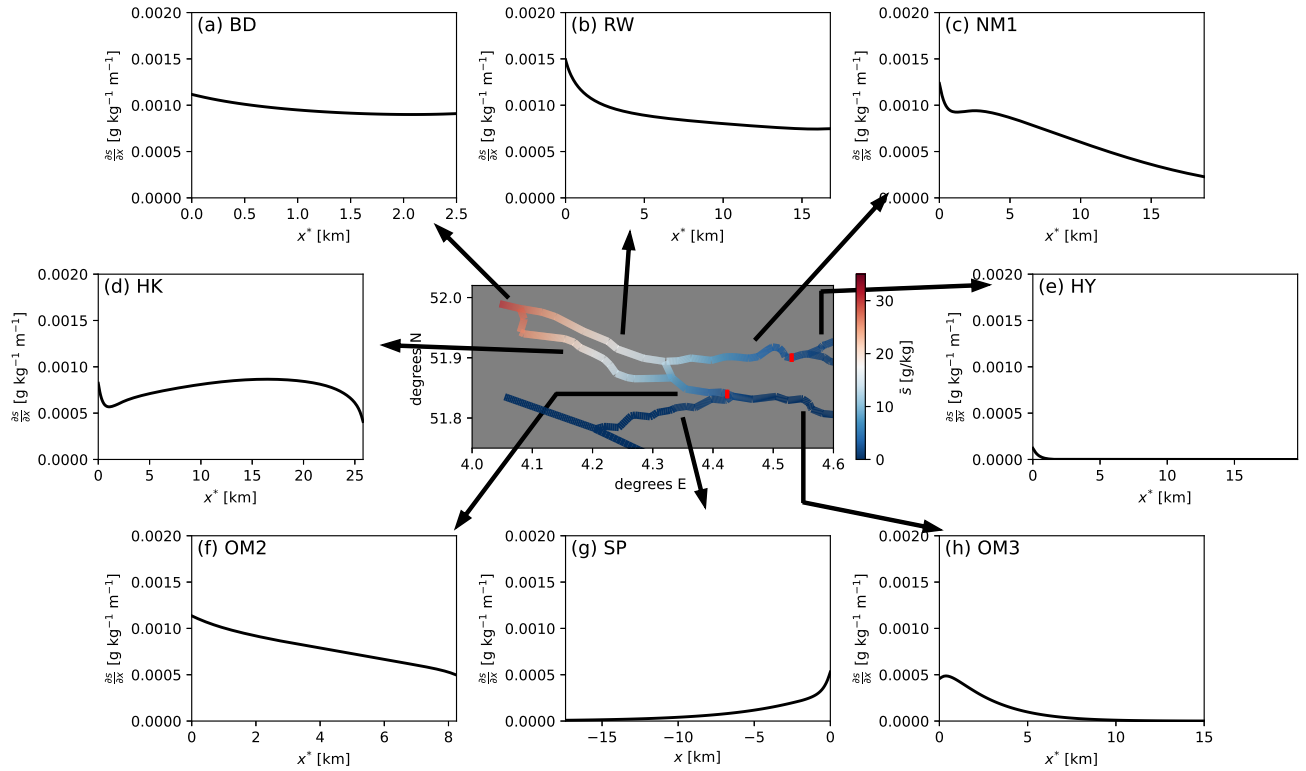 (a) BD
0.0020
0.0015
0.0010
0.0005
0.0000
∂s/∂x [g kg⁻¹ m⁻¹]
0.0 0.5 1.0 1.5 2.0 2.5
x* [km]
(b) RW
0.0020
0.0015
0.0010
0.0005
0.0000
∂s/∂x [g kg⁻¹ m⁻¹]
0 5 10 15
x* [km]
(c) NM1
0.0020
0.0015
0.0010
0.0005
0.0000
∂s/∂x [g kg⁻¹ m⁻¹]
0 5 10 15
x* [km]
(d) HK
0.0020
0.0015
0.0010
0.0005
0.0000
∂s/∂x [g kg⁻¹ m⁻¹]
0 5 10 15 20 25
x* [km]
52.0
51.9
51.8
degrees N
4.0 4.1 4.2 4.3 4.4 4.5 4.6
degrees E
30
20
10
0
s̄ [g/kg]
(e) HY
0.0020
0.0015
0.0010
0.0005
0.0000
∂s/∂x [g kg⁻¹ m⁻¹]
0 5 10 15
x* [km]
(f) OM2
0.0020
0.0015
0.0010
0.0005
0.0000
∂s/∂x [g kg⁻¹ m⁻¹]
0 2 4 6 8
x* [km]
(g) SP
0.0020
0.0015
0.0010
0.0005
0.0000
∂s/∂x [g kg⁻¹ m⁻¹]
−15 −10 −5 0
x [km]
(h) OM3
0.0020
0.0015
0.0010
0.0005
0.0000
∂s/∂x [g kg⁻¹ m⁻¹]
0 5 10 15
x* [km]